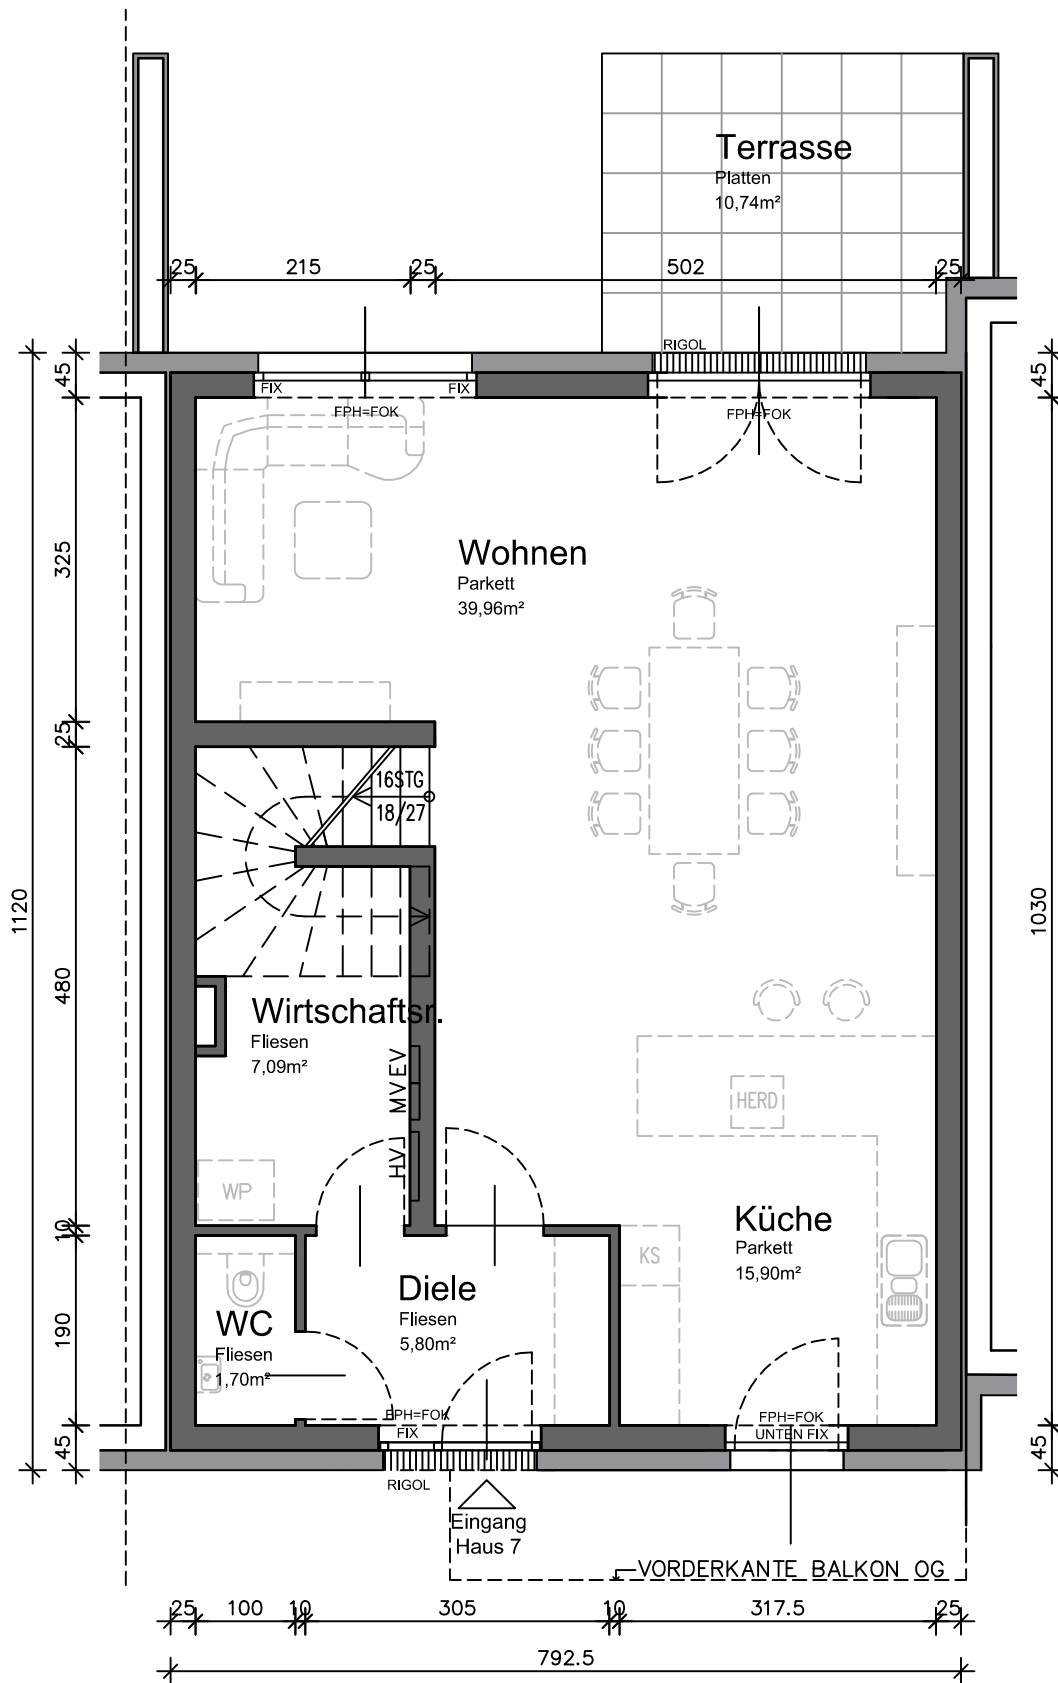 Terrasse
Platten
10,74m²
25
215
25
502
25
RIGOL
45
45
FIX
FIX
FPH=FOK
FPH=FOK
325
Wohnen
Parkett
39,96m²
25
16STG
18/27
1120
1030
480
Wirtschaftsr.
Fliesen
7,09m²
EV
MV
HV
HERD
WP
10
Küche
Parkett
15,90m²
KS
Diele
Fliesen
5,80m²
WC
Fliesen
1,70m²
190
FPH=FOK
FIX
FPH=FOK
UNTEN FIX
45
45
RIGOL
Eingang
Haus 7
VORDERKANTE BALKON OG
25
100
10
305
10
317.5
25
792.5